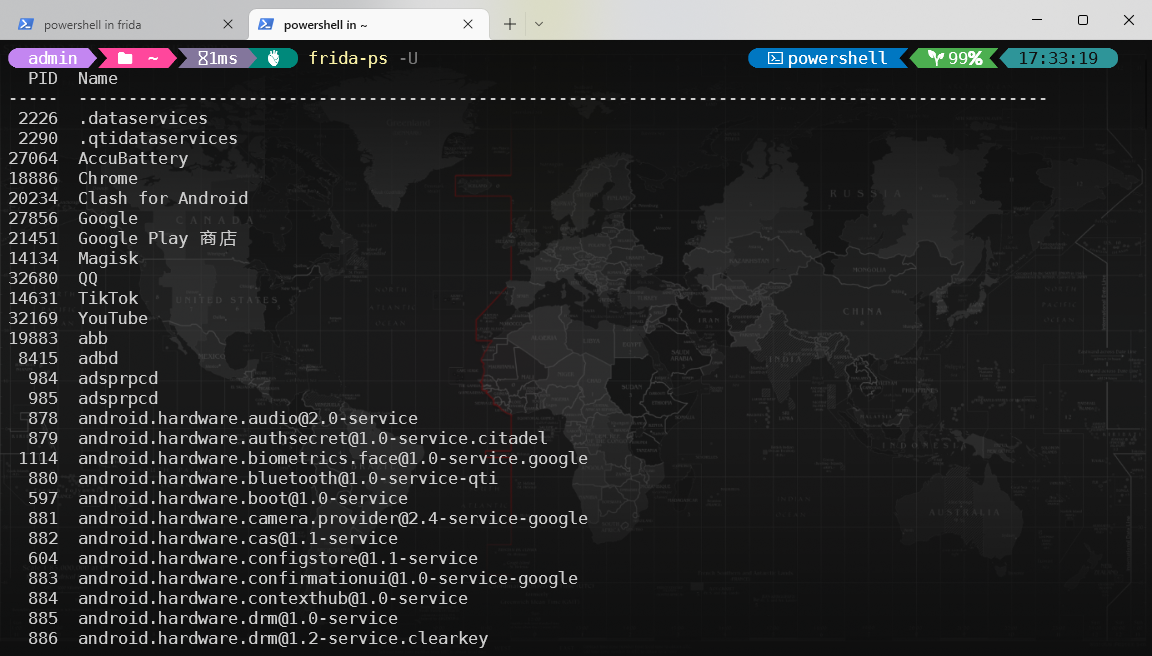 powershell in frida
powershell in ~
admin ~ 1ms frida-ps -U powershell 99% 17:33:19
PID Name
----- -------------------------------------------------------------------------------------------------
2226 .dataservices
2290 .qtidataservices
27064 AccuBattery
18886 Chrome
20234 Clash for Android
27856 Google
21451 Google Play 商店
14134 Magisk
32680 QQ
14631 TikTok
32169 YouTube
19883 abb
8415 adbd
984 adsprpcd
985 adsprpcd
878 android.hardware.audio@2.0-service
879 android.hardware.authsecret@1.0-service.citadel
1114 android.hardware.biometrics.face@1.0-service.google
880 android.hardware.bluetooth@1.0-service-qti
597 android.hardware.boot@1.0-service
881 android.hardware.camera.provider@2.4-service-google
882 android.hardware.cas@1.1-service
604 android.hardware.configstore@1.1-service
883 android.hardware.confirmationui@1.0-service-google
884 android.hardware.contexthub@1.0-service
885 android.hardware.drm@1.0-service
886 android.hardware.drm@1.2-service.clearkey
RUSSIA
CANADA
UNITED STATES
CHINA
INDIA
INDONESIA
AUSTRALIA